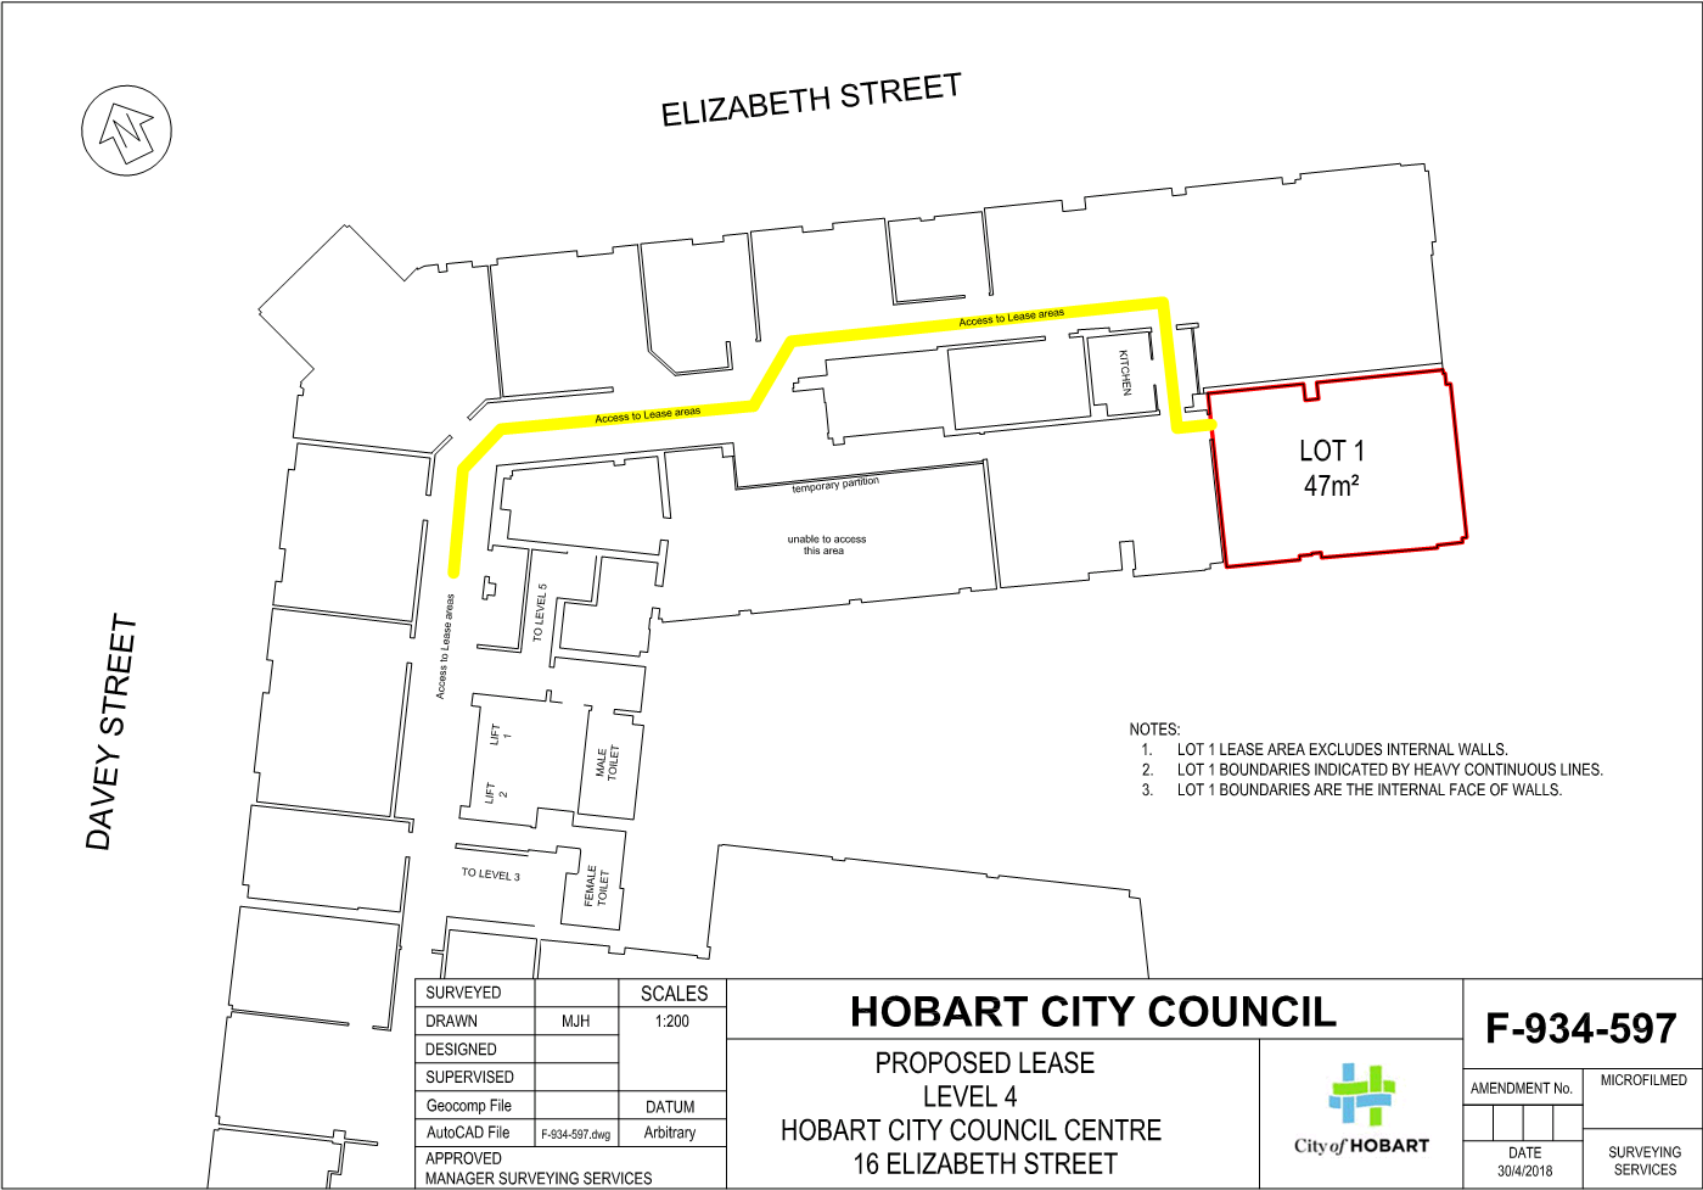 N
ELIZABETH STREET
Access to Lease areas
KITCHEN
Access to Lease areas
LOT 1
47m²
temporary partition
unable to access
this area
TO LEVEL 5
Access to Lease areas
DAVEY STREET
LIFT
1
LIFT
2
MALE
TOILET
FEMALE
TOILET
TO LEVEL 3
NOTES:
1. LOT 1 LEASE AREA EXCLUDES INTERNAL WALLS.
2. LOT 1 BOUNDARIES INDICATED BY HEAVY CONTINUOUS LINES.
3. LOT 1 BOUNDARIES ARE THE INTERNAL FACE OF WALLS.
SURVEYED SCALES
DRAWN MJH 1:200
DESIGNED
SUPERVISED
Geocomp File DATUM
AutoCAD File F-934-597.dwg Arbitrary
APPROVED
MANAGER SURVEYING SERVICES
HOBART CITY COUNCIL
PROPOSED LEASE
LEVEL 4
HOBART CITY COUNCIL CENTRE
16 ELIZABETH STREET
City of HOBART
F-934-597
AMENDMENT No. MICROFILMED
DATE
30/4/2018
SURVEYING
SERVICES